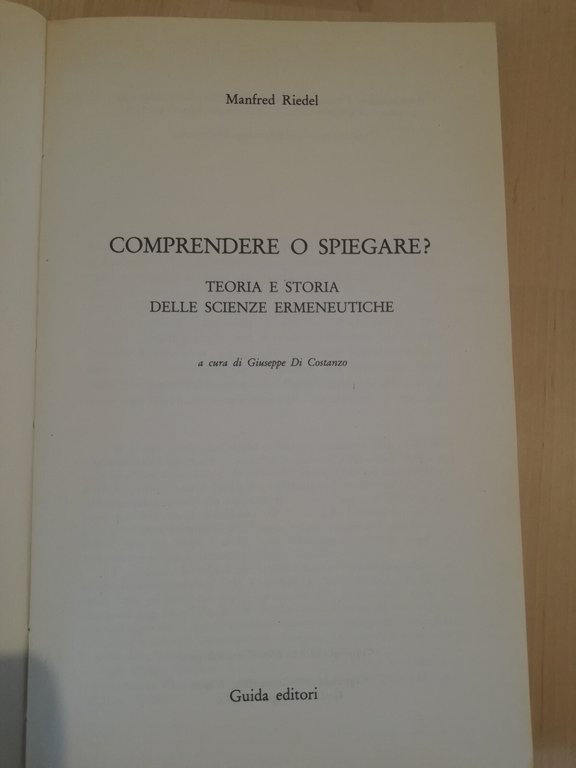 Manfred Riedel
COMPRENDERE O SPIEGARE?
TEORIA E STORIA
DELLE SCIENZE ERMENEUTICHE
a cura di Giuseppe Di Costanzo
Guida editori